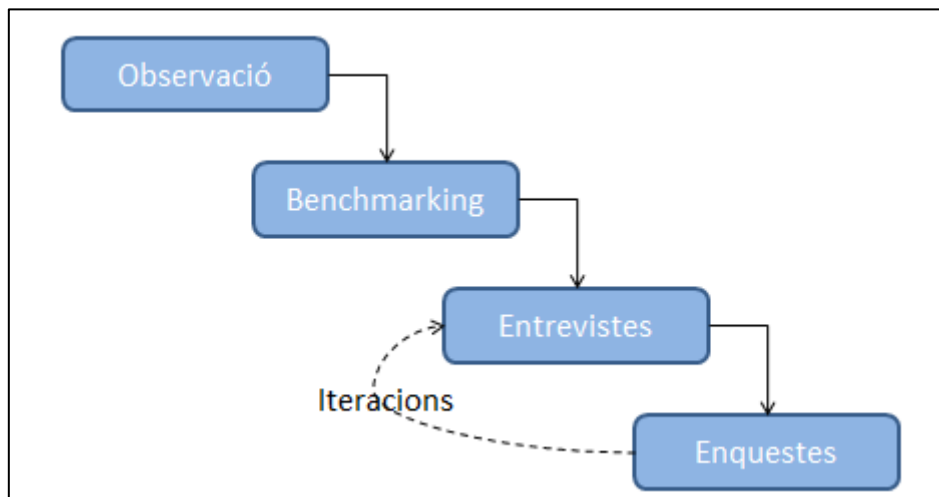 Observació
Benchmarking
Entrevistes
Iteracions
Enquestes